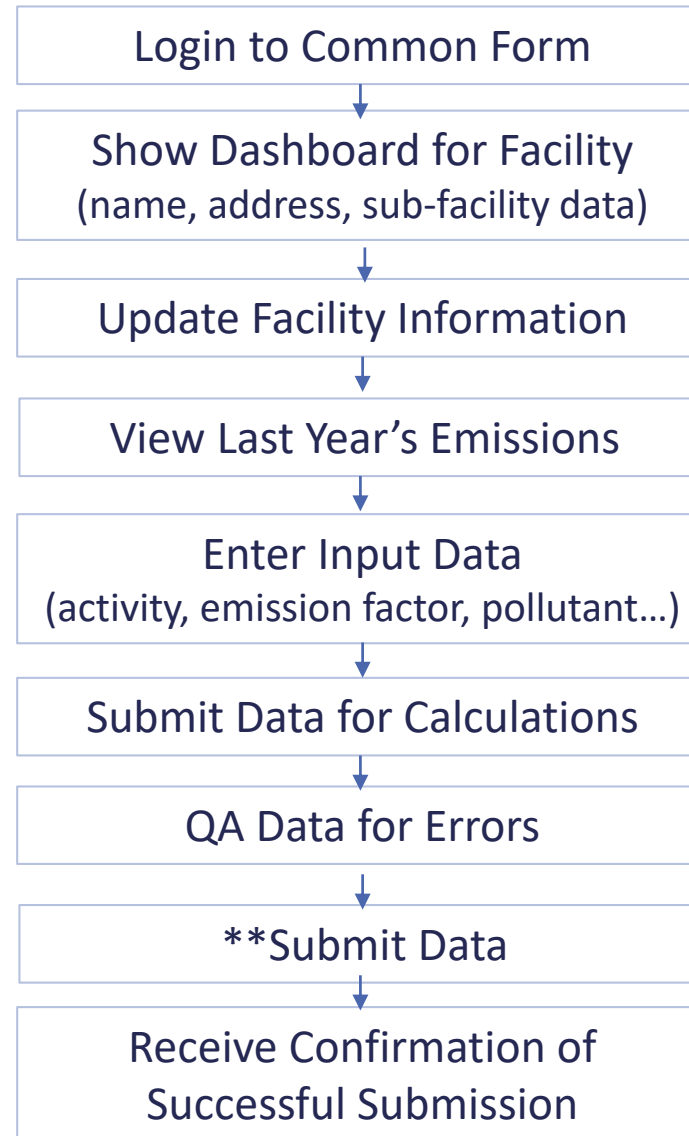 Login to Common Form
Show Dashboard for Facility
(name, address, sub-facility data)
Update Facility Information
View Last Year’s Emissions
Enter Input Data
(activity, emission factor, pollutant…)
Submit Data for Calculations
QA Data for Errors
**Submit Data
Receive Confirmation of
Successful Submission